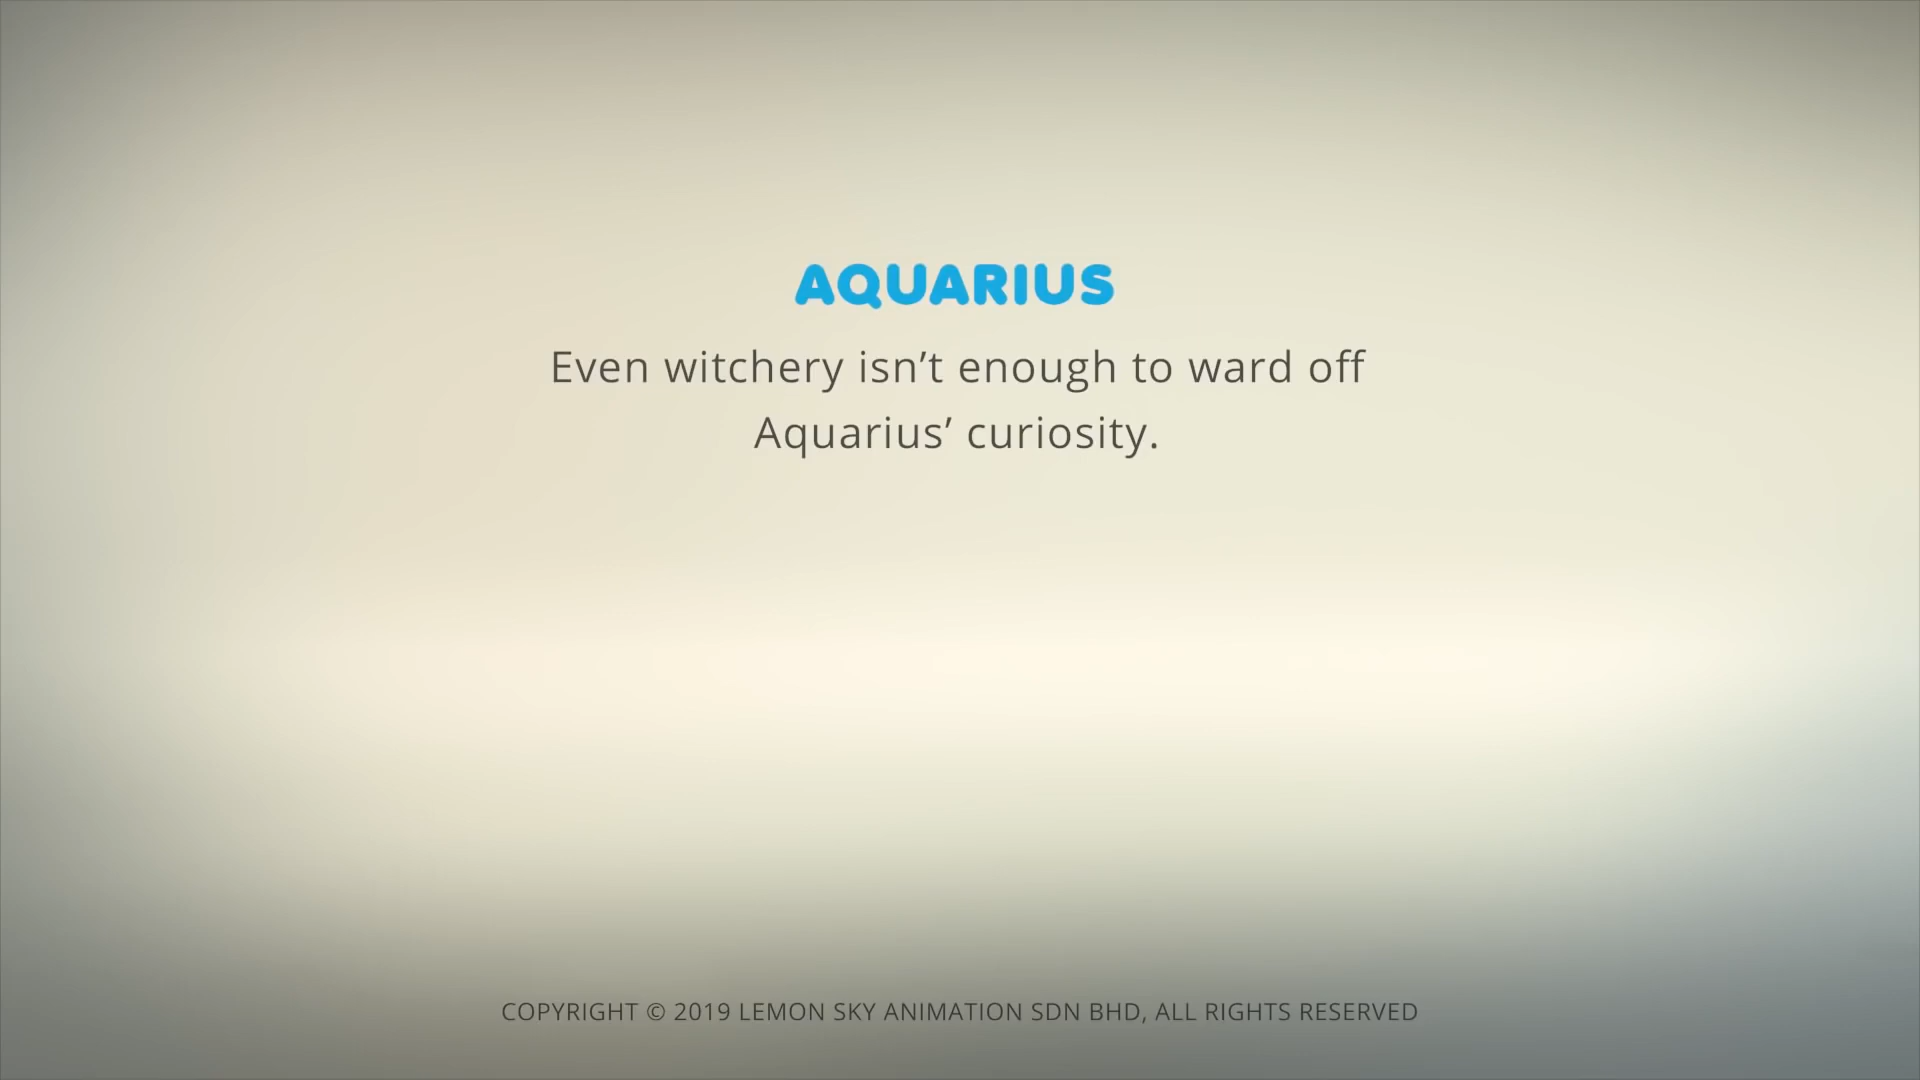 AQUARIUS
Even witchery isn’t enough to ward off
Aquarius’ curiosity.
COPYRIGHT © 2019 LEMON SKY ANIMATION SDN BHD, ALL RIGHTS RESERVED